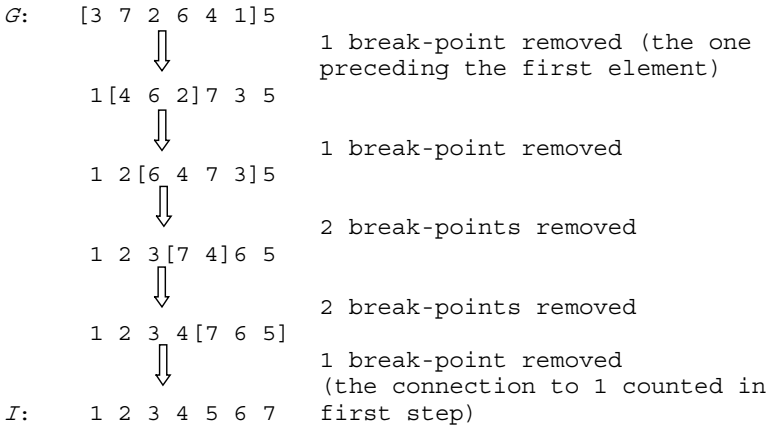 G: [3 7 2 6 4 1]5
1 break-point removed (the one
preceding the first element)
1[4 6 2]7 3 5
1 break-point removed
1 2[6 4 7 3]5
2 break-points removed
1 2 3[7 4]6 5
2 break-points removed
1 2 3 4[7 6 5]
1 break-point removed
(the connection to 1 counted in
first step)
I: 1 2 3 4 5 6 7